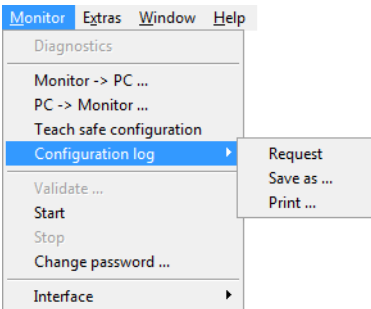 Monitor Extras Window Help
Diagnostics
Monitor -> PC ...
PC -> Monitor ...
Teach safe configuration
Configuration log
Request
Save as ...
Print ...
Validate ...
Start
Stop
Change password ...
Interface